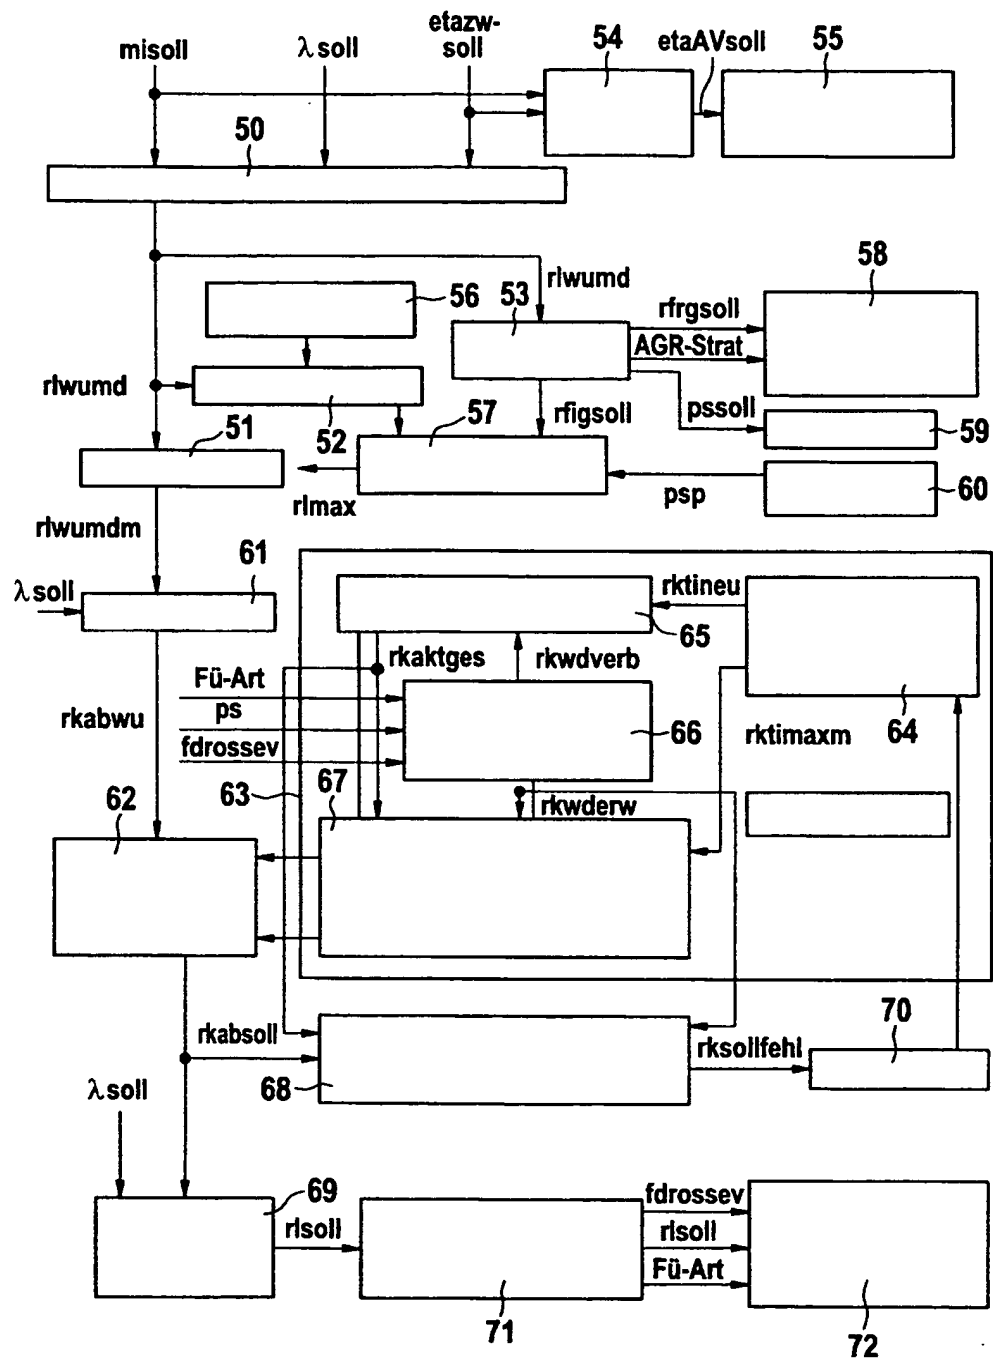 misoll
λsoll
etazw-
soll
54
etaAVsoll
55
50
rlwumd
58
56
53
rfrgsoll
AGR-Strat
rlwumd
51
52
57
rfigsoll
pssoll
59
rlmax
psp
60
rlwumdm
61
λsoll
rktineu
65
rkaktges
rkwdverb
Fü-Art
ps
fdrossev
rkabwu
66
rktimaxm
64
63
67
rkwderw
62
rkabsoll
68
rksollfehl
70
λsoll
69
rlsoll
fdrossev
rlsoll
Fü-Art
71
72